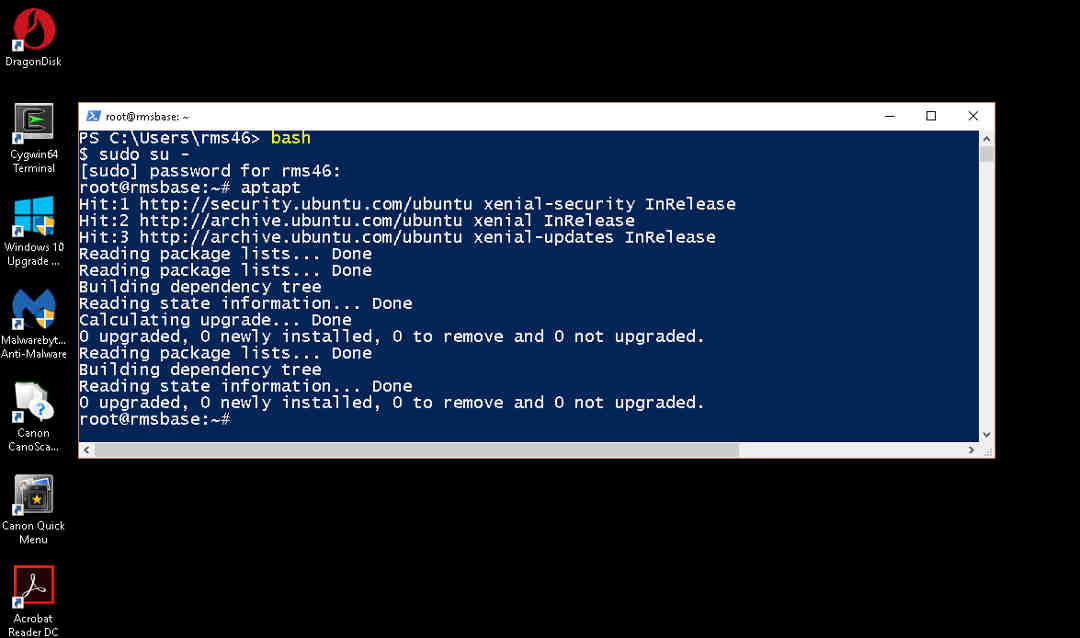 DragonDisk
Cygwin64
Terminal
Windows 10
Upgrade ...
Malwarebyt...
Anti-Malware
Canon
CanoSca...
Canon Quick
Menu
Acrobat
Reader DC
root@rmsbase: ~
PS C:\Users\rms46> bash
$ sudo su -
[sudo] password for rms46:
root@rmsbase:~# aptapt
Hit:1 http://security.ubuntu.com/ubuntu xenial-security InRelease
Hit:2 http://archive.ubuntu.com/ubuntu xenial InRelease
Hit:3 http://archive.ubuntu.com/ubuntu xenial-updates InRelease
Reading package lists... Done
Reading package lists... Done
Building dependency tree
Reading state information... Done
Calculating upgrade... Done
0 upgraded, 0 newly installed, 0 to remove and 0 not upgraded.
Reading package lists... Done
Building dependency tree
Reading state information... Done
0 upgraded, 0 newly installed, 0 to remove and 0 not upgraded.
root@rmsbase:~#